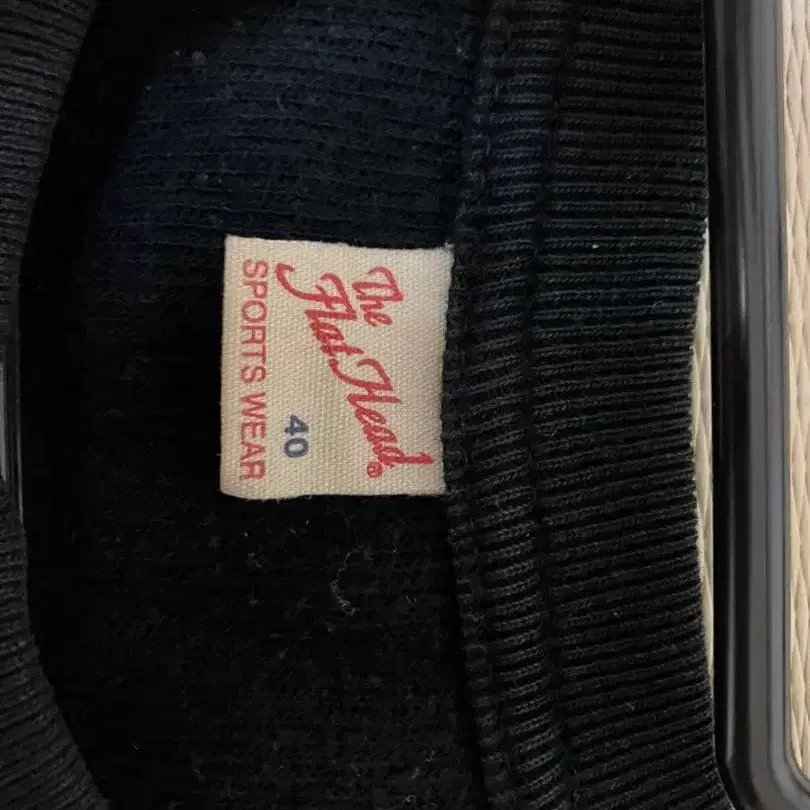 The
Flat Head®
40
SPORTS WEAR